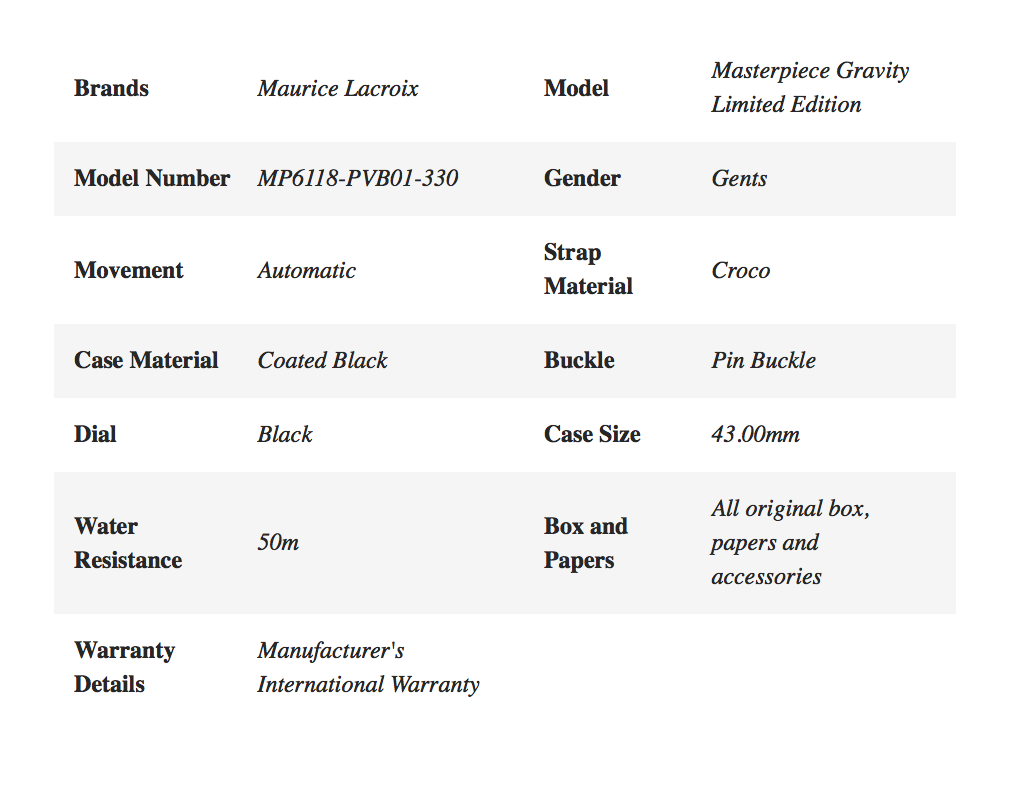 Brands Maurice Lacroix Model Masterpiece Gravity
Limited Edition
Model Number MP6118-PVB01-330 Gender Gents
Movement Automatic Strap
Material Croco
Case Material Coated Black Buckle Pin Buckle
Dial Black Case Size 43.00mm
Water
Resistance 50m Box and
Papers All original box,
papers and
accessories
Warranty
Details Manufacturer's
International Warranty